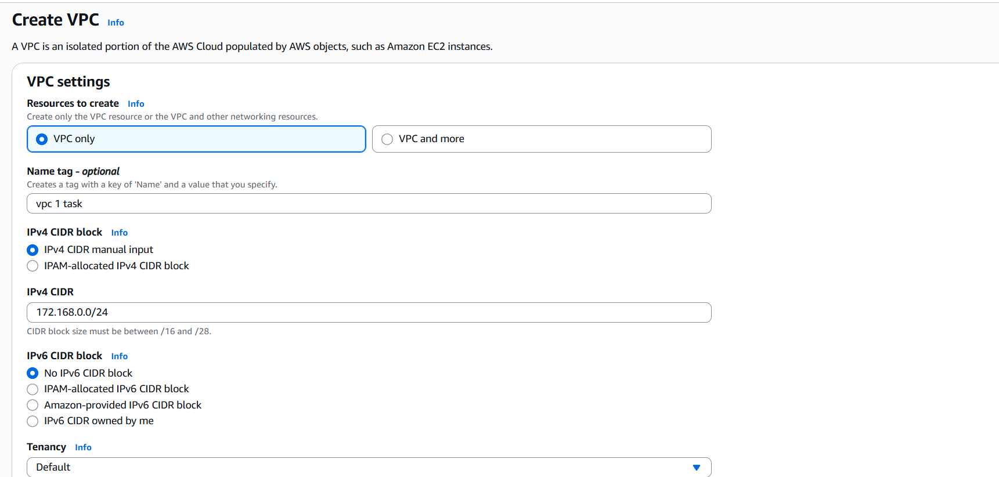 Create VPC Info
A VPC is an isolated portion of the AWS Cloud populated by AWS objects, such as Amazon EC2 instances.
VPC settings
Resources to create Info
Create only the VPC resource or the VPC and other networking resources.
VPC only VPC and more
Name tag - optional
Creates a tag with a key of 'Name' and a value that you specify.
vpc 1 task
IPv4 CIDR block Info
IPv4 CIDR manual input
IPAM-allocated IPv4 CIDR block
IPv4 CIDR
172.168.0.0/24
CIDR block size must be between /16 and /28.
IPv6 CIDR block Info
No IPv6 CIDR block
IPAM-allocated IPv6 CIDR block
Amazon-provided IPv6 CIDR block
IPv6 CIDR owned by me
Tenancy Info
Default